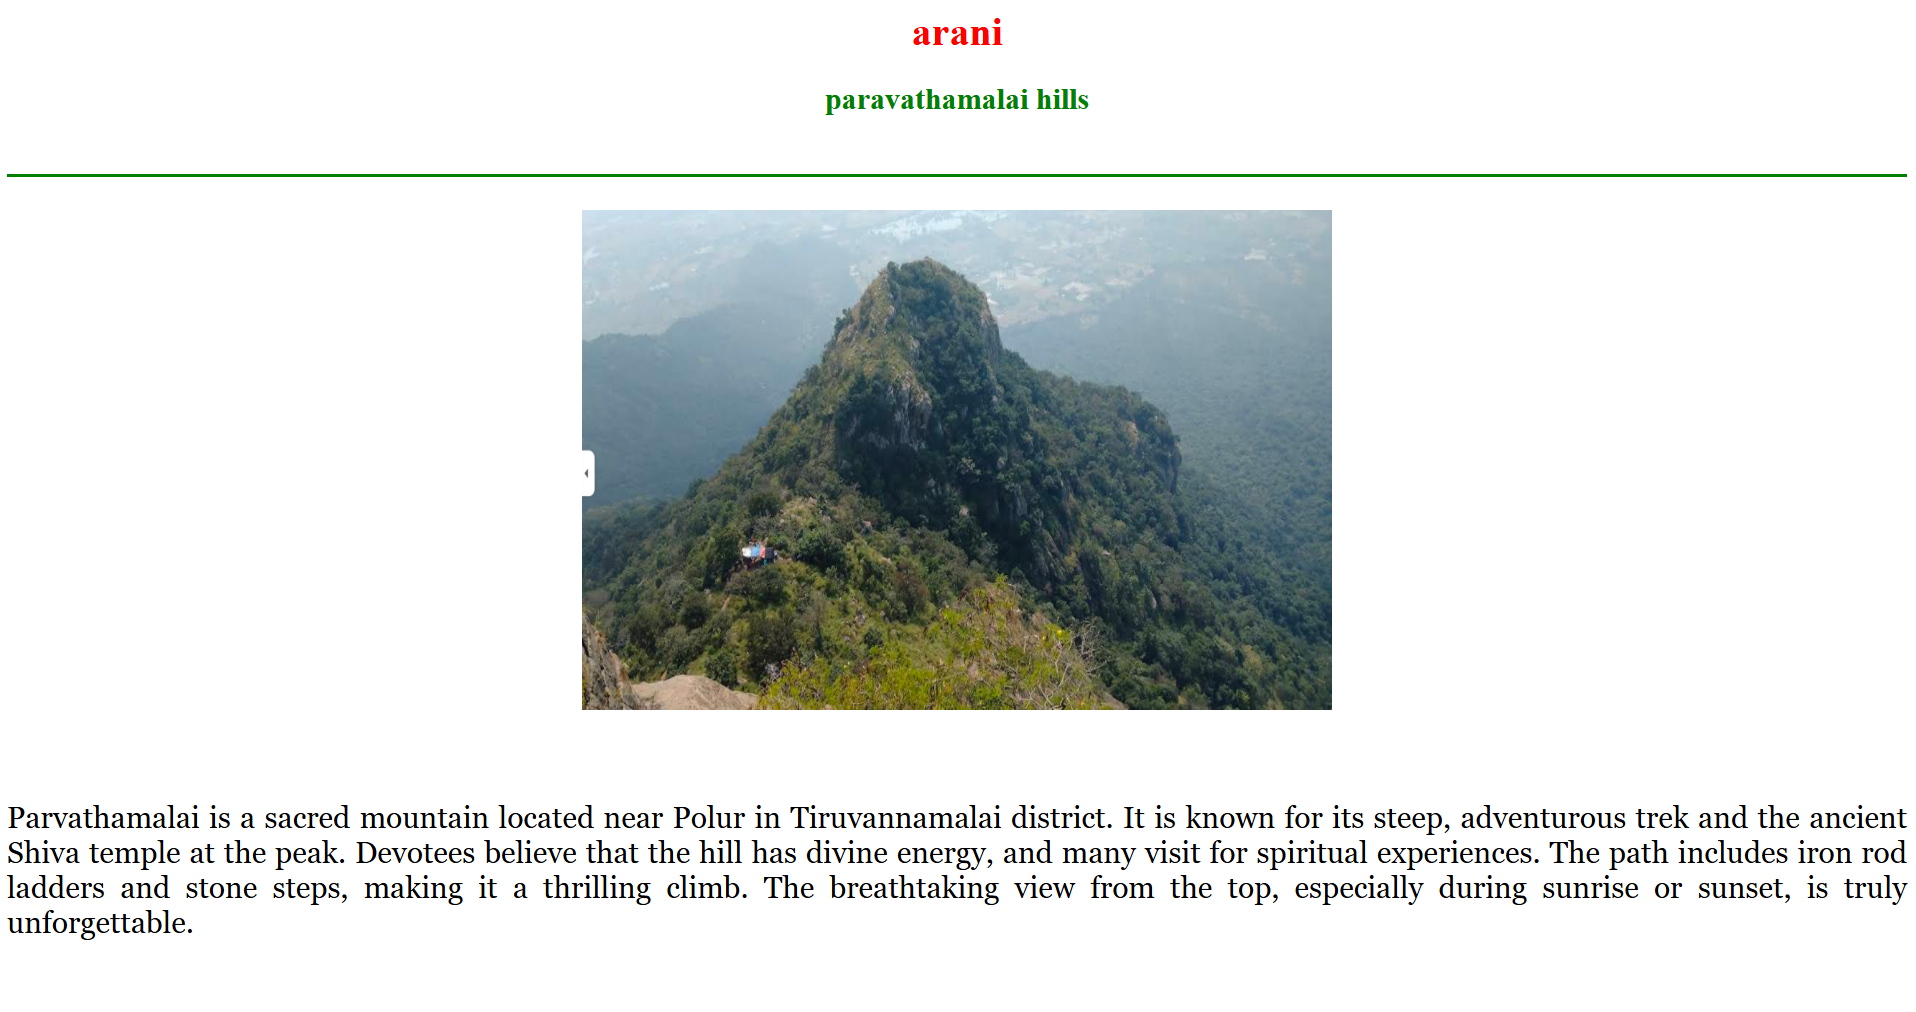 arani
paravathamalai hills
Parvathamalai is a sacred mountain located near Polur in Tiruvannamalai district. It is known for its steep, adventurous trek and the ancient
Shiva temple at the peak. Devotees believe that the hill has divine energy, and many visit for spiritual experiences. The path includes iron rod
ladders and stone steps, making it a thrilling climb. The breathtaking view from the top, especially during sunrise or sunset, is truly
unforgettable.